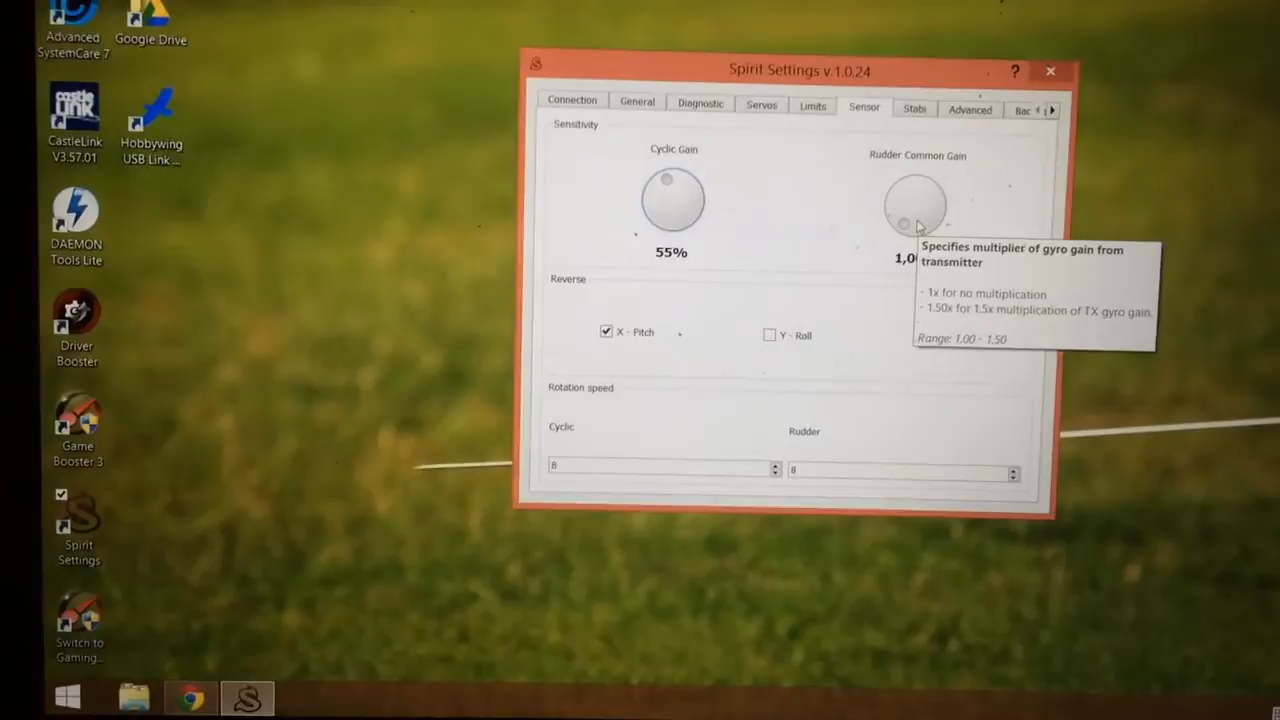 Advanced
SystemCare 7
Google Drive
castle
LINK
CastleLink
V3.57.01
Hobbywing
USB Link ...
DAEMON
Tools Lite
Driver
Booster
Game
Booster 3
Spirit
Settings
Switch to
Gaming...
Spirit Settings v.1.0.24
?
Connection General Diagnostic Servos Limits Sensor Stabi Advanced Bac
Sensitivity
Cyclic Gain
Rudder Common Gain
55%
1,0
Specifies multiplier of gyro gain from
transmitter
- 1x for no multiplication
- 1.50x for 1.5x multiplication of TX gyro gain.
Range: 1.00 - 1.50
Reverse
X - Pitch
Y - Roll
Rotation speed
Cyclic
Rudder
8
8